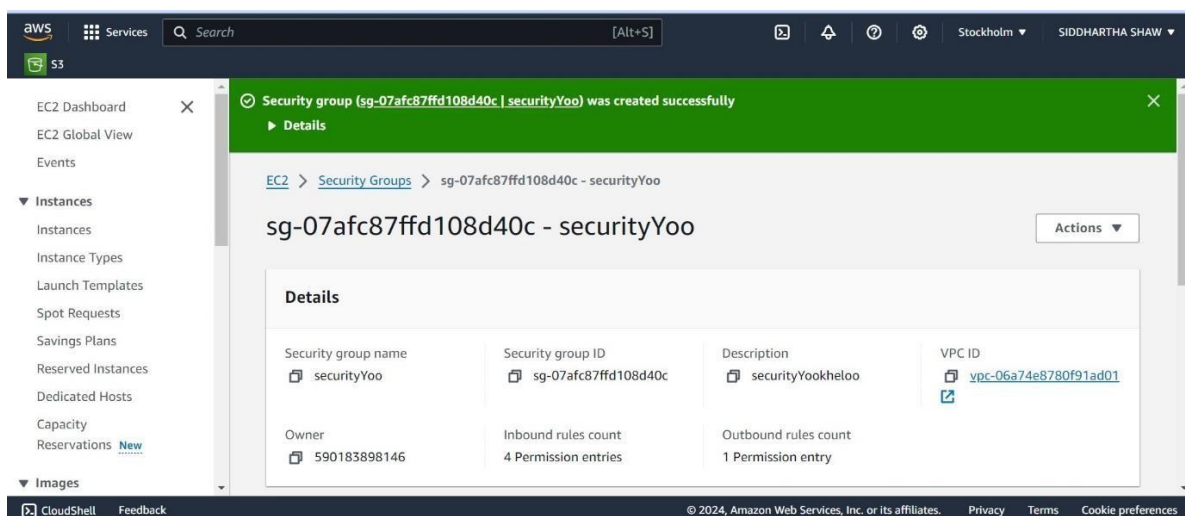 aws Services Search [Alt+S] Stockholm ▼ SIDDHARTHA SHAW ▼
S3
EC2 Dashboard
EC2 Global View
Events
▼ Instances
Instances
Instance Types
Launch Templates
Spot Requests
Savings Plans
Reserved Instances
Dedicated Hosts
Capacity
Reservations New
▼ Images
Security group (sg-07afc87ffd108d40c | securityYoo) was created successfully
▶ Details
EC2 > Security Groups > sg-07afc87ffd108d40c - securityYoo
sg-07afc87ffd108d40c - securityYoo
Actions ▼
Details
Security group name
securityYoo
Security group ID
sg-07afc87ffd108d40c
Description
securityYookheloo
VPC ID
vpc-06a74e8780f91ad01
Owner
590183898146
Inbound rules count
4 Permission entries
Outbound rules count
1 Permission entry
CloudShell Feedback © 2024, Amazon Web Services, Inc. or its affiliates. Privacy Terms Cookie preferences